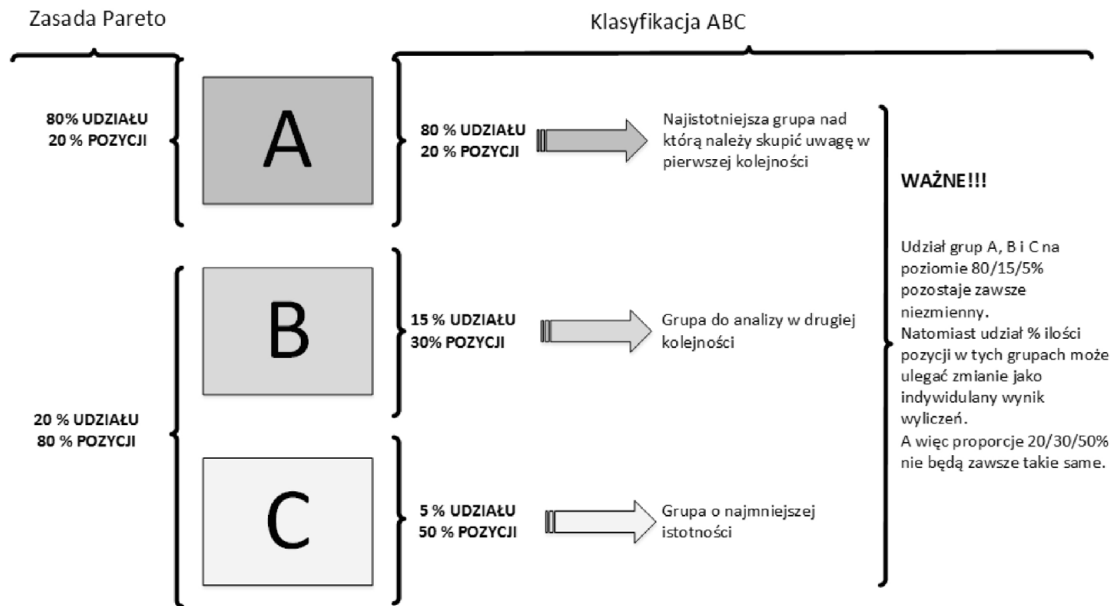 Zasada Pareto
Klasyfikacja ABC
80% UDZIAŁU
20 % POZYCJI
A
80 % UDZIAŁU
20 % POZYCJI
Najistotniejsza grupa nad
którą należy skupić uwagę w
pierwszej kolejności
20 % UDZIAŁU
80 % POZYCJI
B
15 % UDZIAŁU
30% POZYCJI
Grupa do analizy w drugiej
kolejności
C
5 % UDZIAŁU
50 % POZYCJI
Grupa o najmniejszej
istotności
WAŻNE!!!
Udział grup A, B i C na
poziomie 80/15/5%
pozostaje zawsze
niezmienny.
Natomiast udział % ilości
pozycji w tych grupach może
ulegać zmianie jako
indywidulany wynik
wyliczeń.
A więc proporcje 20/30/50%
nie będą zawsze takie same.